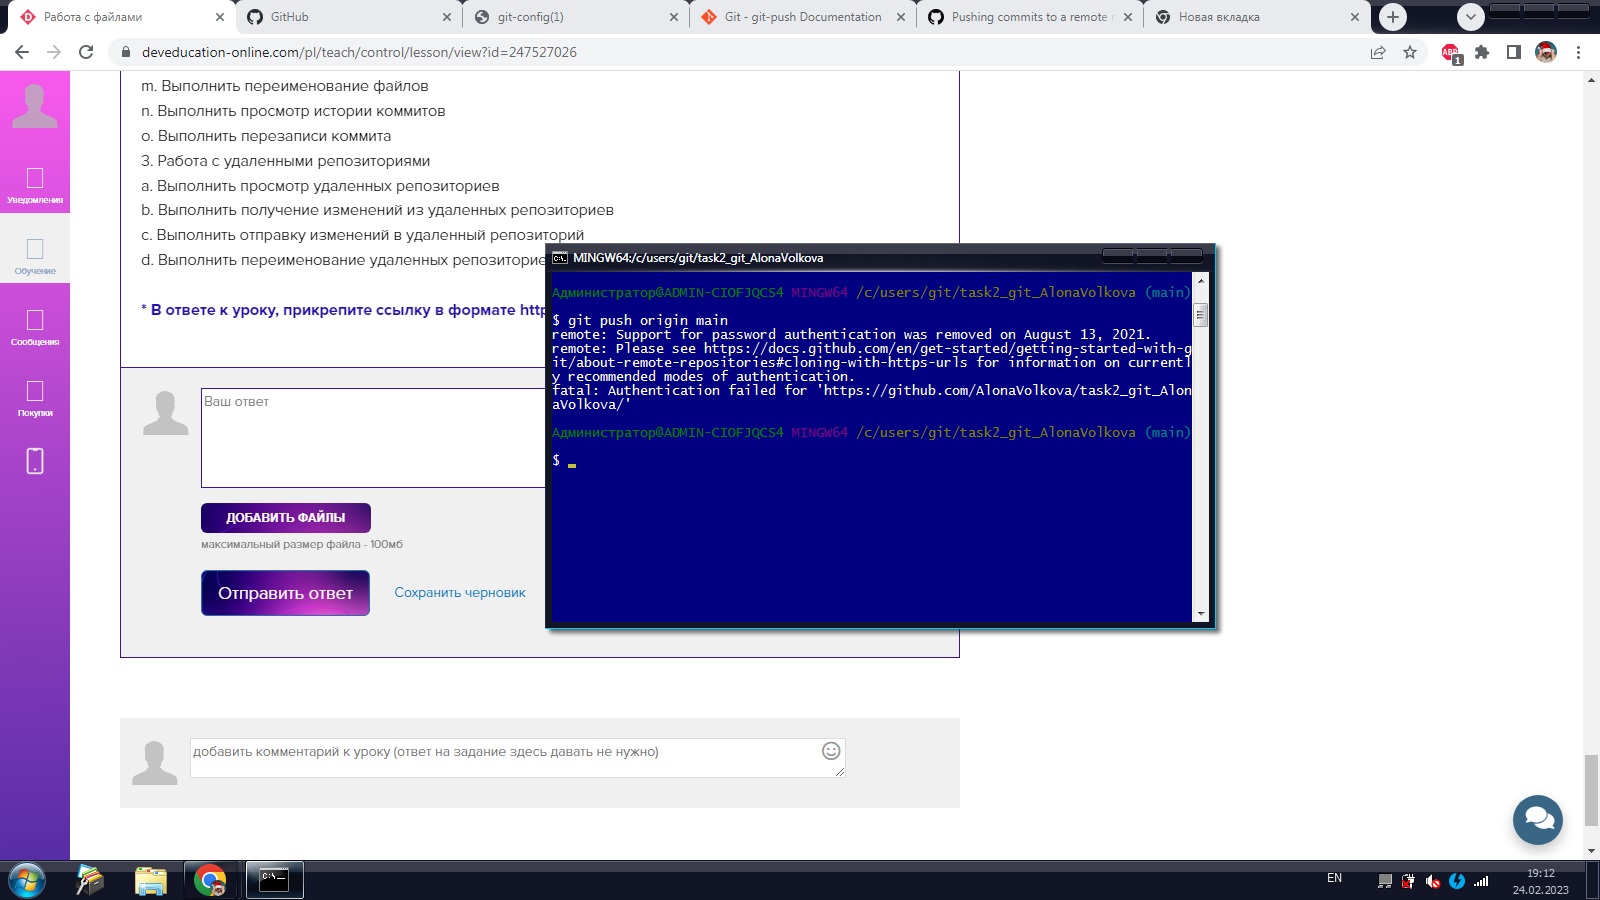 Работа с файлами
GitHub
git-config(1)
Git - git-push Documentation
Pushing commits to a remote
Новая вкладка
deveducation-online.com/pl/teach/control/lesson/view?id=247527026
ABP
1
Уведомления
Обучение
Сообщения
Покупки
m. Выполнить переименование файлов
n. Выполнить просмотр истории коммитов
o. Выполнить перезаписи коммита
3. Работа с удаленными репозиториями
a. Выполнить просмотр удаленных репозиториев
b. Выполнить получение изменений из удаленных репозиториев
c. Выполнить отправку изменений в удаленный репозиторий
d. Выполнить переименование удаленных репозиторие
* В ответе к уроку, прикрепите ссылку в формате http
Ваш ответ
ДОБАВИТЬ ФАЙЛЫ
максимальный размер файла - 100мб
Отправить ответ
Сохранить черновик
MINGW64:/c/users/git/task2_git_AlonaVolkova
Администратор@ADMIN-CIOFJQCS4 MINGW64 /c/users/git/task2_git_AlonaVolkova (main)
$ git push origin main
remote: Support for password authentication was removed on August 13, 2021.
remote: Please see https://docs.github.com/en/get-started/getting-started-with-g
it/about-remote-repositories#cloning-with-https-urls for information on currentl
y recommended modes of authentication.
fatal: Authentication failed for 'https://github.com/AlonaVolkova/task2_git_Alon
aVolkova/'
Администратор@ADMIN-CIOFJQCS4 MINGW64 /c/users/git/task2_git_AlonaVolkova (main)
$
добавить комментарий к уроку (ответ на задание здесь давать не нужно)
EN
19:12
24.02.2023